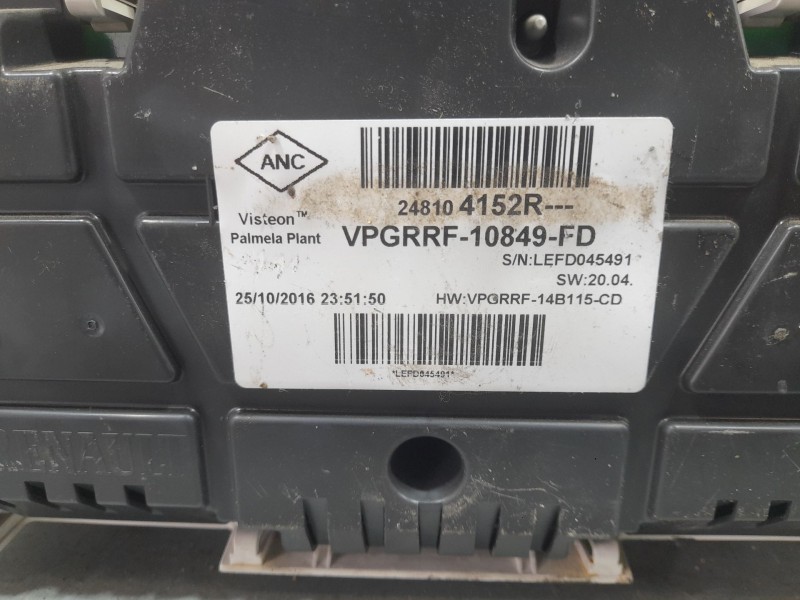 ANC
24810 4152R---
Visteon™
Palmela Plant
VPGRRF-10849-FD
S/N:LEFD045491
SW:20.04.
25/10/2016 23:51:50
HW:VPGRRF-14B115-CD
*LEFD045491*
RENAULT